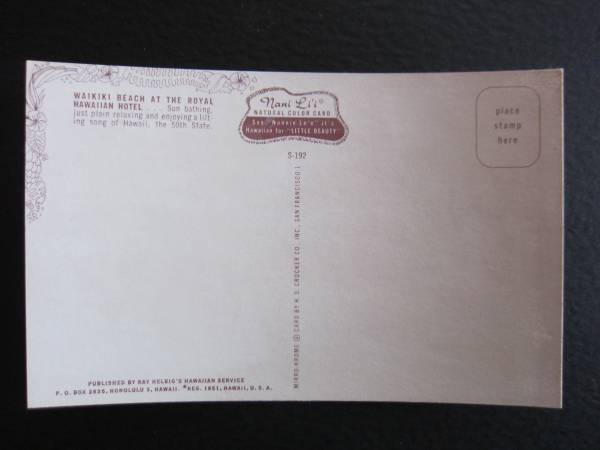 WAIKIKI BEACH AT THE ROYAL
HAWAIIAN HOTEL . . . Sun bathing,
just plain relaxing and enjoying a lilt-
ing song of Hawaii, the 50th State.
Nani Li'i®
NATURAL COLOR CARD
Say: "Nannie Le'e" it's
Hawaiian for "LITTLE BEAUTY"
place
stamp
here
S-192
MIRRO-KROME ® CARD BY H. S. CROCKER CO., INC., SAN FRANCISCO 1
PUBLISHED BY RAY HELBIG'S HAWAIIAN SERVICE
P. O. BOX 2835, HONOLULU 3, HAWAII. ®REG. 1951, HAWAII, U. S. A.